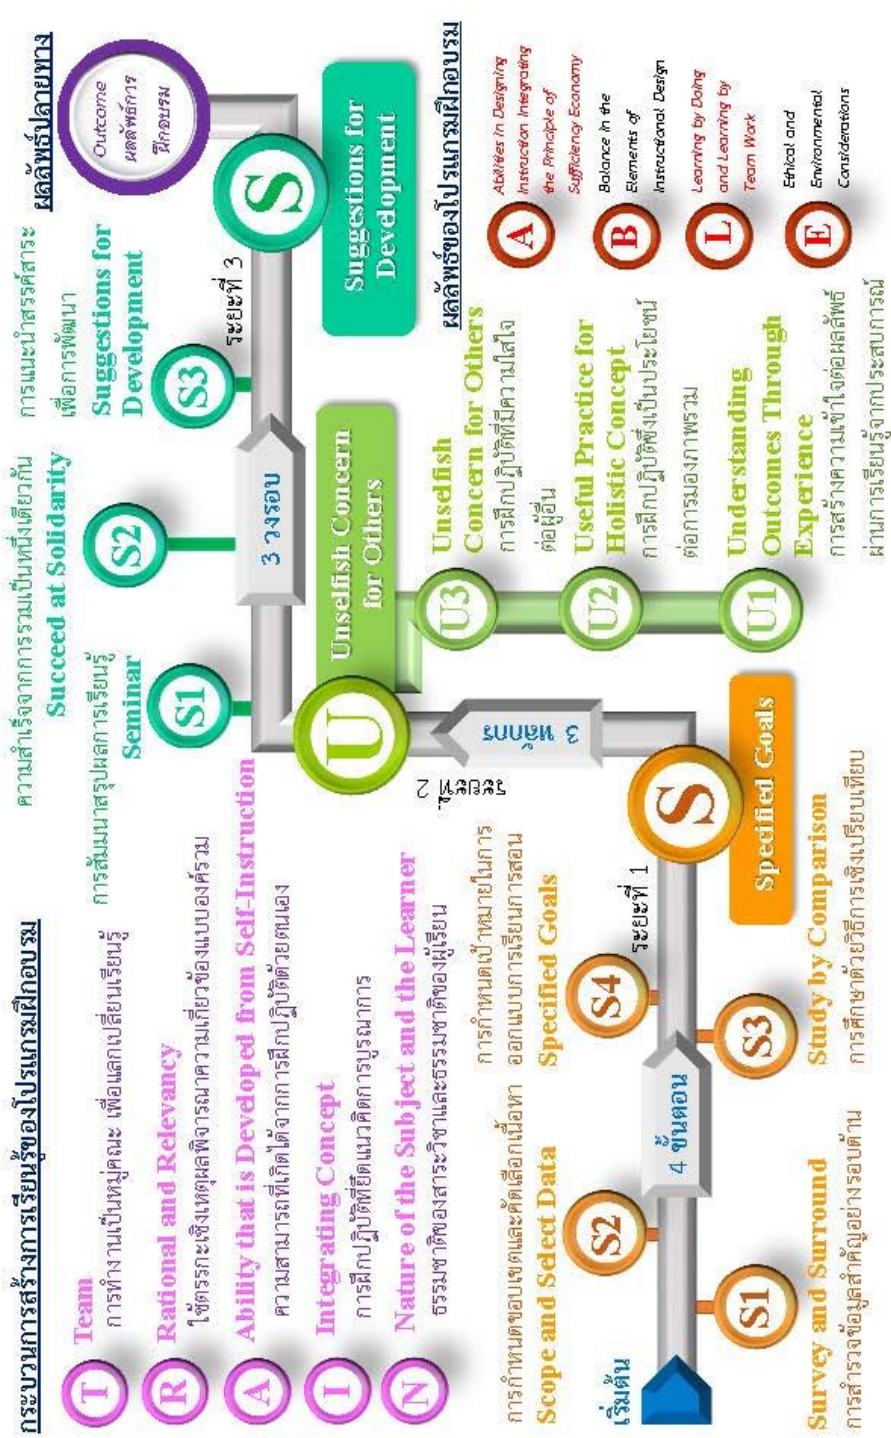 กระบวนการสร้างการเรียนรู้ของโปรแกรมฝึกอบรม
T
Team
การทำงานเป็นหมู่คณะ เพื่อแลกเปลี่ยนเรียนรู้
R
Rational and Relevancy
ใช้ตรรกะเชิงเหตุผลพิจารณาความเกี่ยวข้องแบบองค์รวม
A
Ability that is Developed from Self-Instruction
ความสามารถที่เกิดได้จากการฝึกปฏิบัติด้วยตนเอง
I
Integrating Concept
การฝึกปฏิบัติที่ยึดแนวคิดการบูรณาการ
N
Nature of the Subject and the Learner
ธรรมชาติของสาระวิชาและธรรมชาติของผู้เรียน
เริ่มต้น
S1
Survey and Surround
การสำรวจข้อมูลสำคัญอย่างรอบด้าน
การกำหนดขอบเขตและคัดเลือกเนื้อหา
Scope and Select Data
S2
4 ขั้นตอน
S3
Study by Comparison
การศึกษาด้วยวิธีการเชิงเปรียบเทียบ
การกำหนดเป้าหมายในการ
ออกแบบการเรียนการสอน
Specified Goals
S4
ระยะที่ 1
S
Specified Goals
3 หลักการ
ระยะที่ 2
U
Unselfish Concern
for Others
U1
Understanding
Outcomes Through
Experience
การสร้างความเข้าใจต่อผลลัพธ์
ผ่านการเรียนรู้จากประสบการณ์
U2
Useful Practice for
Holistic Concept
การฝึกปฏิบัติซึ่งเป็นประโยชน์
ต่อการมองภาพรวม
U3
Unselfish
Concern for Others
การฝึกปฏิบัติที่มีความใส่ใจ
ต่อผู้อื่น
การสัมมนาสรุปผลการเรียนรู้
Seminar
S1
ความสำเร็จจากการรวมเป็นหนึ่งเดียวกัน
Succeed at Solidarity
S2
3 วงรอบ
การแนะนำสรรค์สาระ
เพื่อการพัฒนา
Suggestions for
Development
S3
ระยะที่ 3
S
Suggestions for
Development
ผลลัพธ์ปลายทาง
Outcome
ผลลัพธ์การ
ฝึกอบรม
ผลลัพธ์ของโปรแกรมฝึกอบรม
A
Abilities in Designing
Instruction Integrating
the Principle of
Sufficiency Economy
B
Balance in the
Elements of
Instructional Design
L
Learning by Doing
and Learning by
Team Work
E
Ethical and
Environmental
Considerations